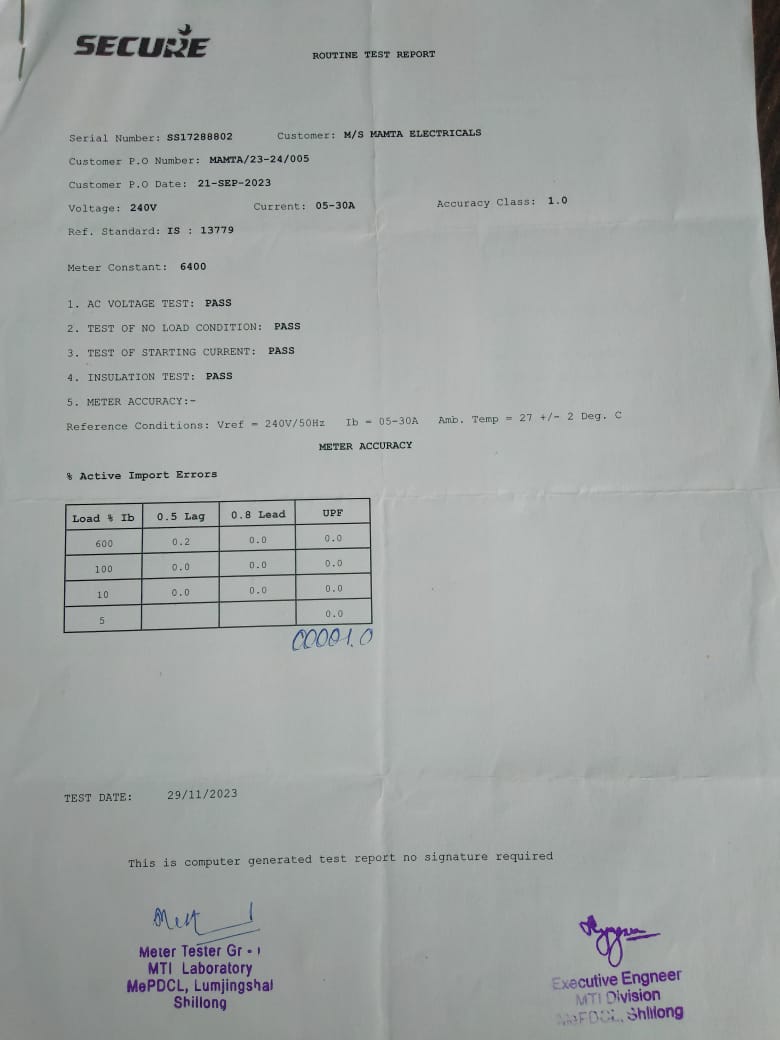 SECURE
ROUTINE TEST REPORT
Serial Number: SS17288802 Customer: M/S MAMTA ELECTRICALS
Customer P.O Number: MAMTA/23-24/005
Customer P.O Date: 21-SEP-2023
Voltage: 240V Current: 05-30A Accuracy Class: 1.0
Ref. Standard: IS : 13779
Meter Constant: 6400
1. AC VOLTAGE TEST: PASS
2. TEST OF NO LOAD CONDITION: PASS
3. TEST OF STARTING CURRENT: PASS
4. INSULATION TEST: PASS
5. METER ACCURACY:-
Reference Conditions: Vref = 240V/50Hz Ib = 05-30A Amb. Temp = 27 +/- 2 Deg. C
METER ACCURACY
% Active Import Errors
Load % Ib 0.5 Lag 0.8 Lead UPF
600 0.2 0.0 0.0
100 0.0 0.0 0.0
10 0.0 0.0 0.0
5 0.0
00001.0
TEST DATE: 29/11/2023
This is computer generated test report no signature required
Meter Tester Gr - I
MTI Laboratory
MePDCL, Lumjingshai
Shillong
Executive Engneer
MTI Division
MePDCL, Shillong